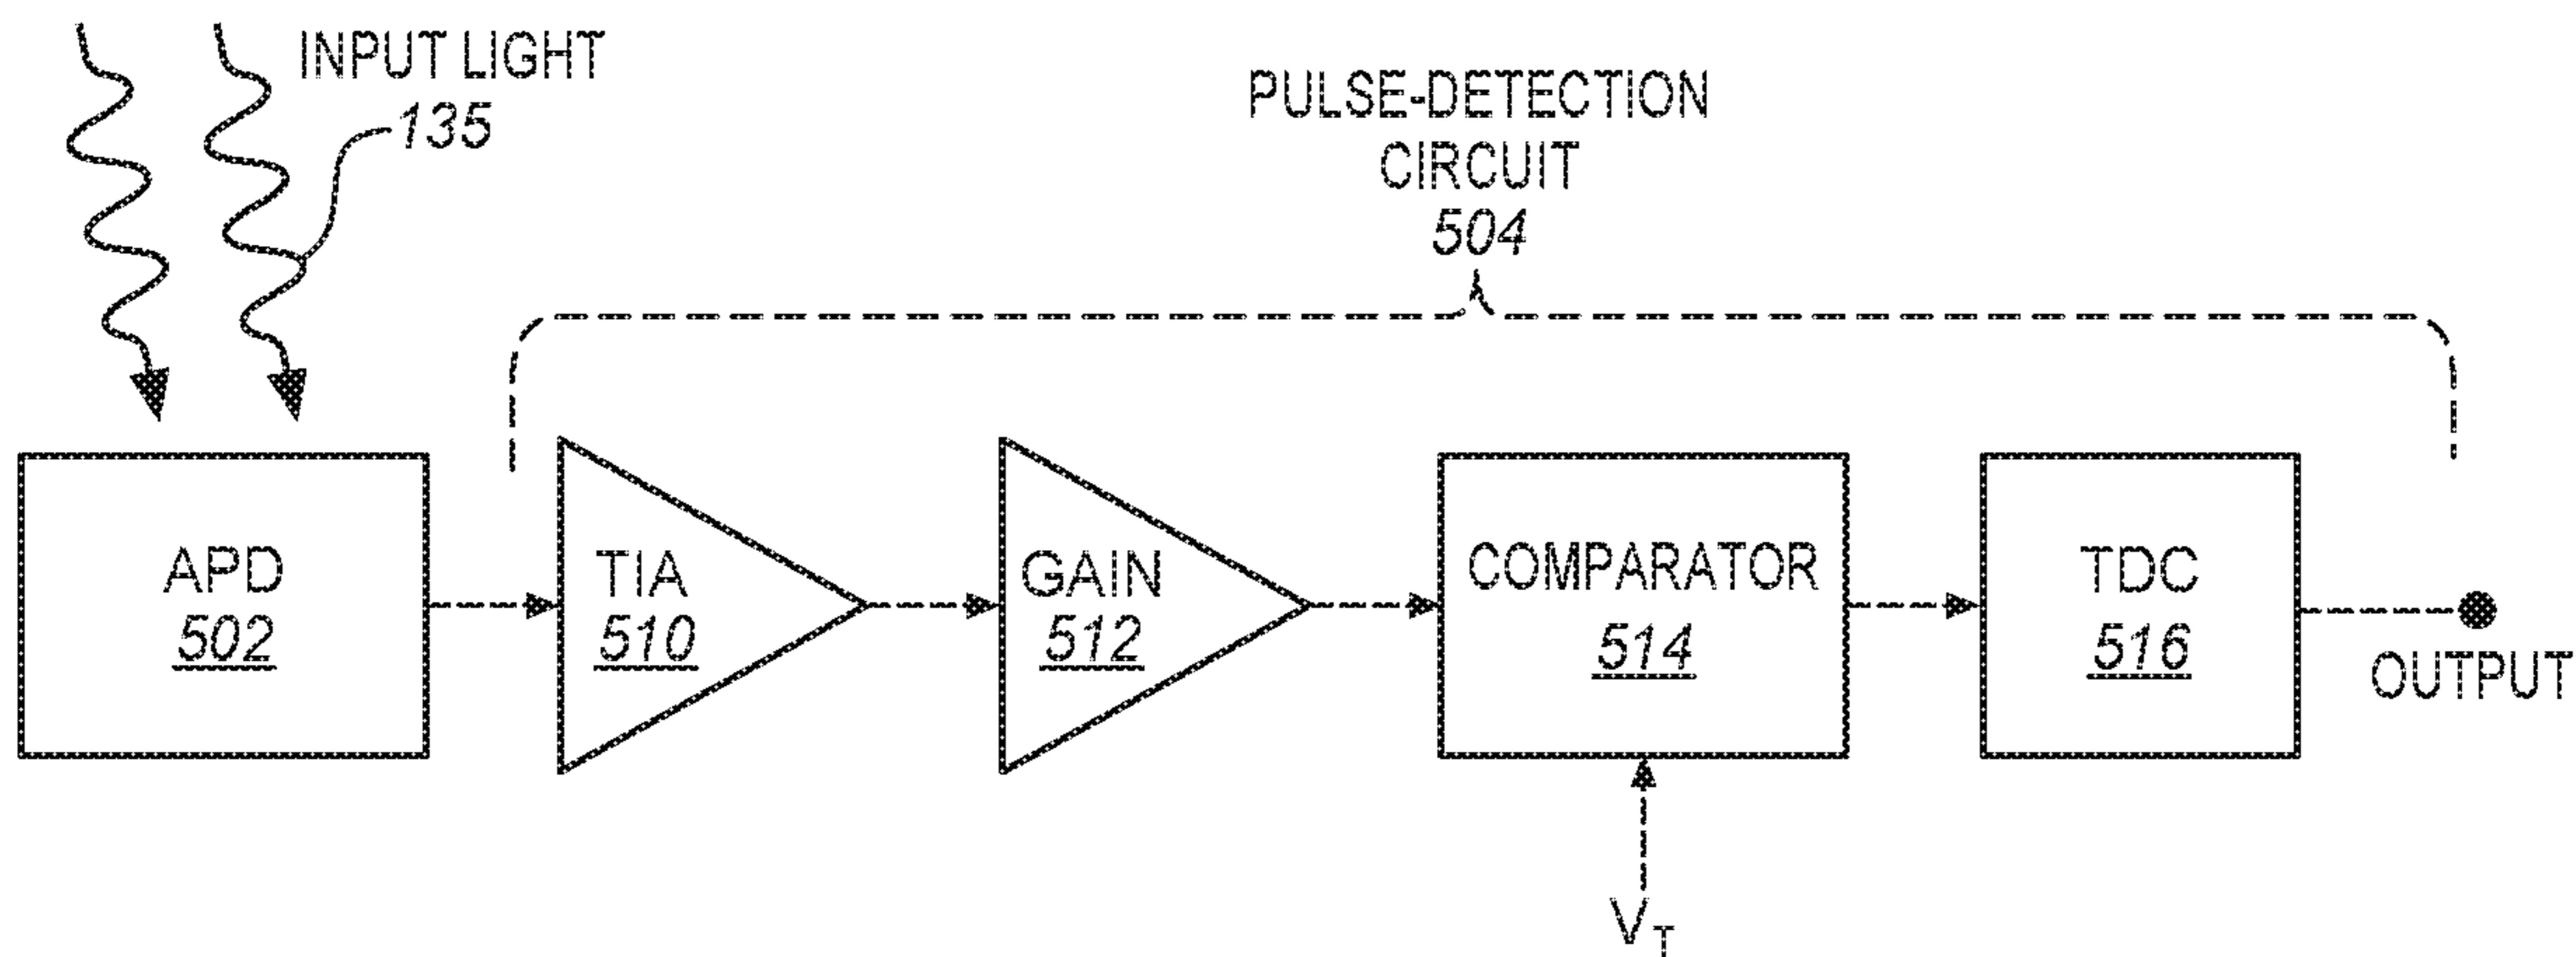 INPUT LIGHT
135
PULSE-DETECTION
CIRCUIT
504
APD
502
TIA
510
GAIN
512
COMPARATOR
514
TDC
516
OUTPUT
V_T